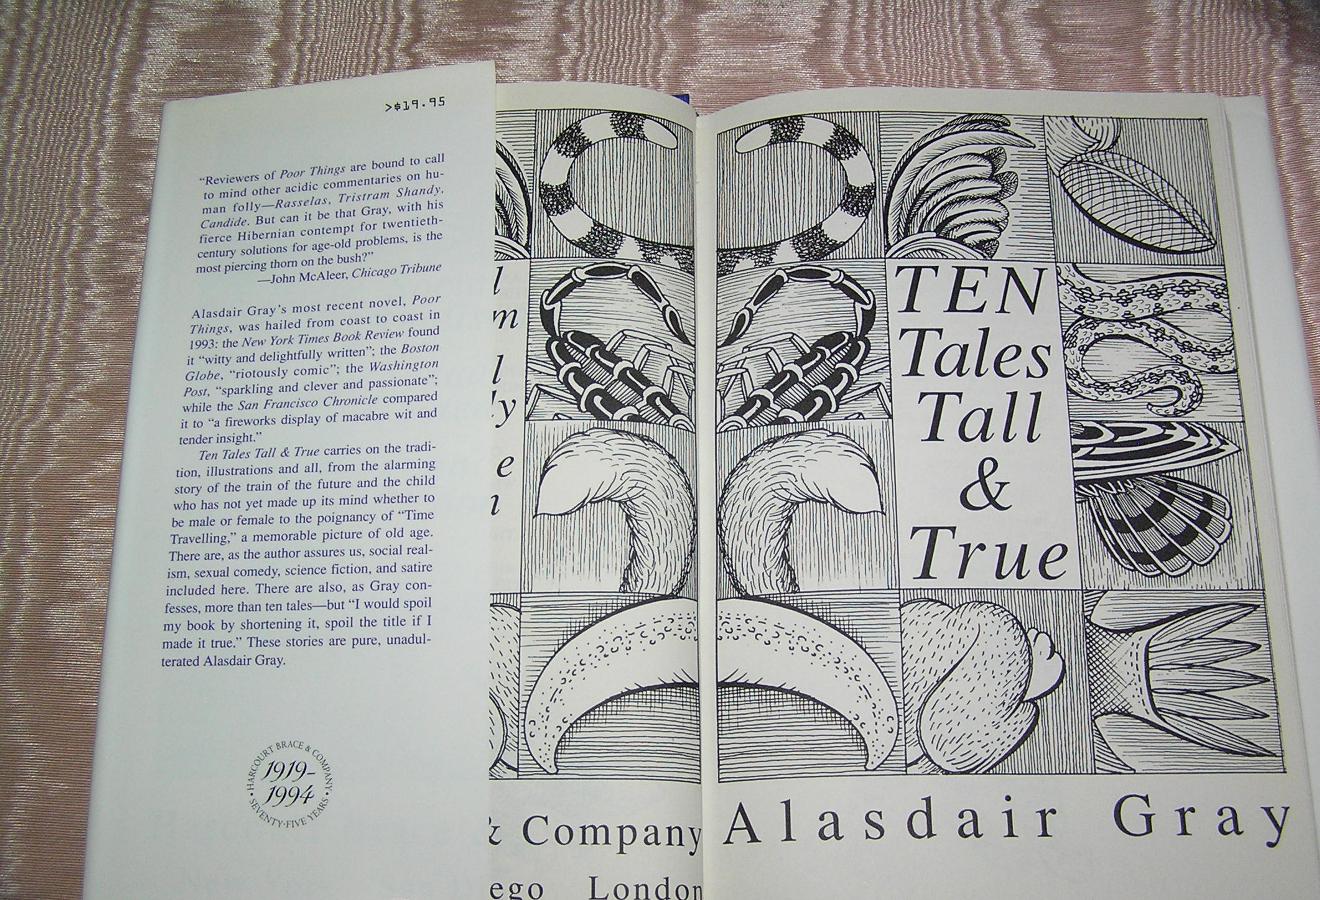 >$19.95
“Reviewers of Poor Things are bound to call
to mind other acidic commentaries on hu-
man folly—Rasselas, Tristram Shandy,
Candide. But can it be that Gray, with his
fierce Hibernian contempt for twentieth-
century solutions for age-old problems, is the
most piercing thorn on the bush?”
—John McAleer, Chicago Tribune
Alasdair Gray’s most recent novel, Poor
Things, was hailed from coast to coast in
1993: the New York Times Book Review found
it “witty and delightfully written”; the Boston
Globe, “riotously comic”; the Washington
Post, “sparkling and clever and passionate”;
while the San Francisco Chronicle compared
it to “a fireworks display of macabre wit and
tender insight.”
Ten Tales Tall & True carries on the tradi-
tion, illustrations and all, from the alarming
story of the train of the future and the child
who has not yet made up its mind whether to
be male or female to the poignancy of “Time
Travelling,” a memorable picture of old age.
There are, as the author assures us, social real-
ism, sexual comedy, science fiction, and satire
included here. There are also, as Gray con-
fesses, more than ten tales—but “I would spoil
my book by shortening it, spoil the title if I
made it true.” These stories are pure, unadul-
terated Alasdair Gray.
HARCOURT BRACE & COMPANY
1919–
1994
SEVENTY-FIVE YEARS
l
m
l
ly
e
n
& Company
ego London
TEN
Tales
Tall
&
True
Alasdair Gray